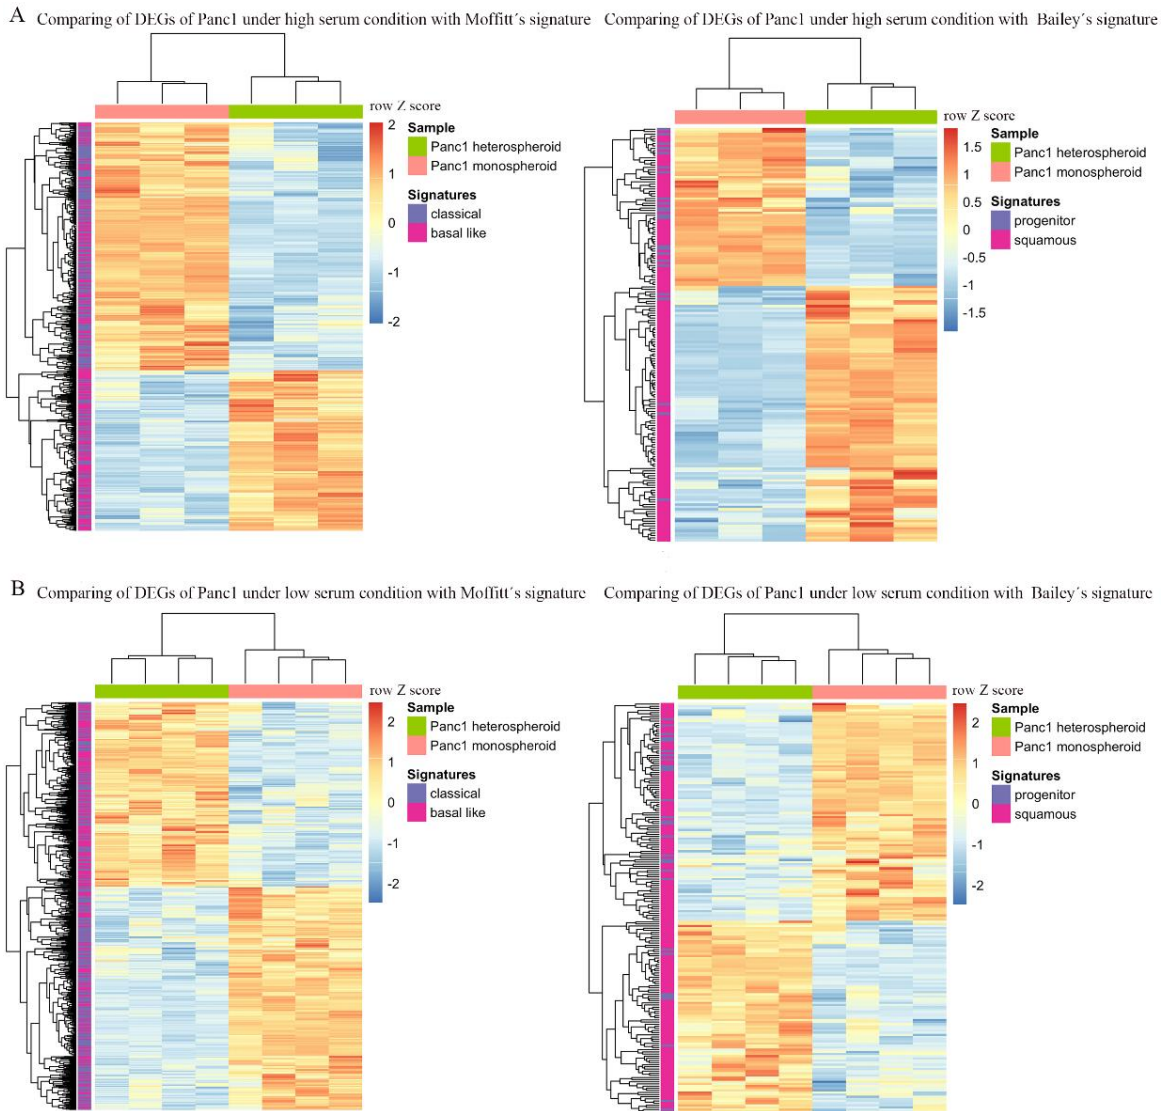 A
Comparing of DEGs of Panc1 under high serum condition with Moffitt´s signature
row Z score
2
1
0
-1
-2
Sample
Panc1 heterospheroid
Panc1 monospheroid
Signatures
classical
basal like
Comparing of DEGs of Panc1 under high serum condition with Bailey´s signature
row Z score
1.5
1
0.5
0
-0.5
-1
-1.5
Sample
Panc1 heterospheroid
Panc1 monospheroid
Signatures
progenitor
squamous
B
Comparing of DEGs of Panc1 under low serum condition with Moffitt´s signature
row Z score
2
1
0
-1
-2
Sample
Panc1 heterospheroid
Panc1 monospheroid
Signatures
classical
basal like
Comparing of DEGs of Panc1 under low serum condition with Bailey´s signature
row Z score
2
1
0
-1
-2
Sample
Panc1 heterospheroid
Panc1 monospheroid
Signatures
progenitor
squamous